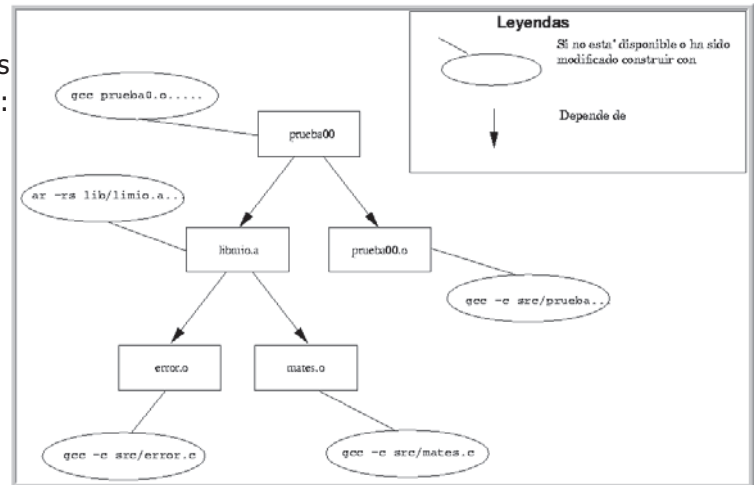 s
:
Leyendas
Si no esta' disponible o ha sido
modificado construir con
Depende de
gcc prueba0.o.....
prueba00
ar -rs lib/limio.a..
libmio.a
prueba00.o
gcc -c src/prueba..
error.o
mates.o
gcc -c src/error.c
gcc -c src/mates.c